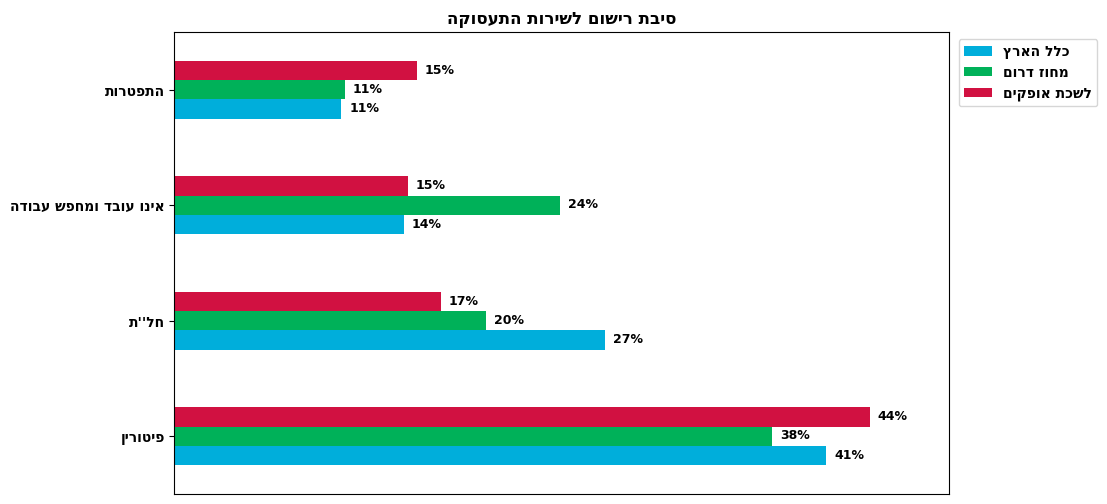 סיבת רישום לשירות התעסוקה
כלל הארץ
מחוז דרום
לשכת אופקים
התפטרות
15%
11%
11%
אינו עובד ומחפש עבודה
15%
24%
14%
חל''ת
17%
20%
27%
פיטורין
44%
38%
41%